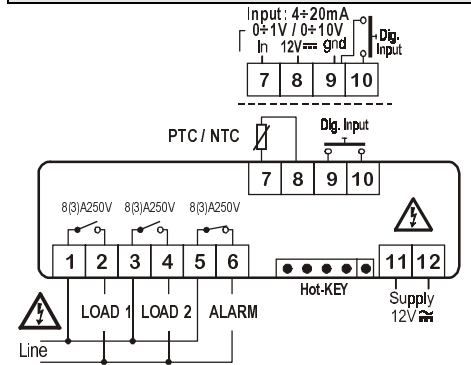 Input: 4÷20mA
0÷1V / 0÷10V
In 12V⎓ gnd
Dig. Input
7 8 9 10
PTC / NTC
Dig. Input
7 8 9 10
8(3)A250V 8(3)A250V 8(3)A250V
1 2 3 4 5 6
11 12
Hot-KEY
LOAD 1 LOAD 2 ALARM
Supply
12V
Line